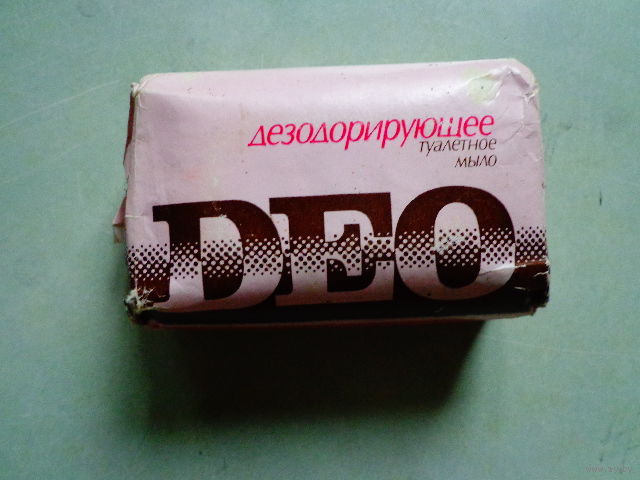 дезодорирующее
туалетное
мыло
DEO